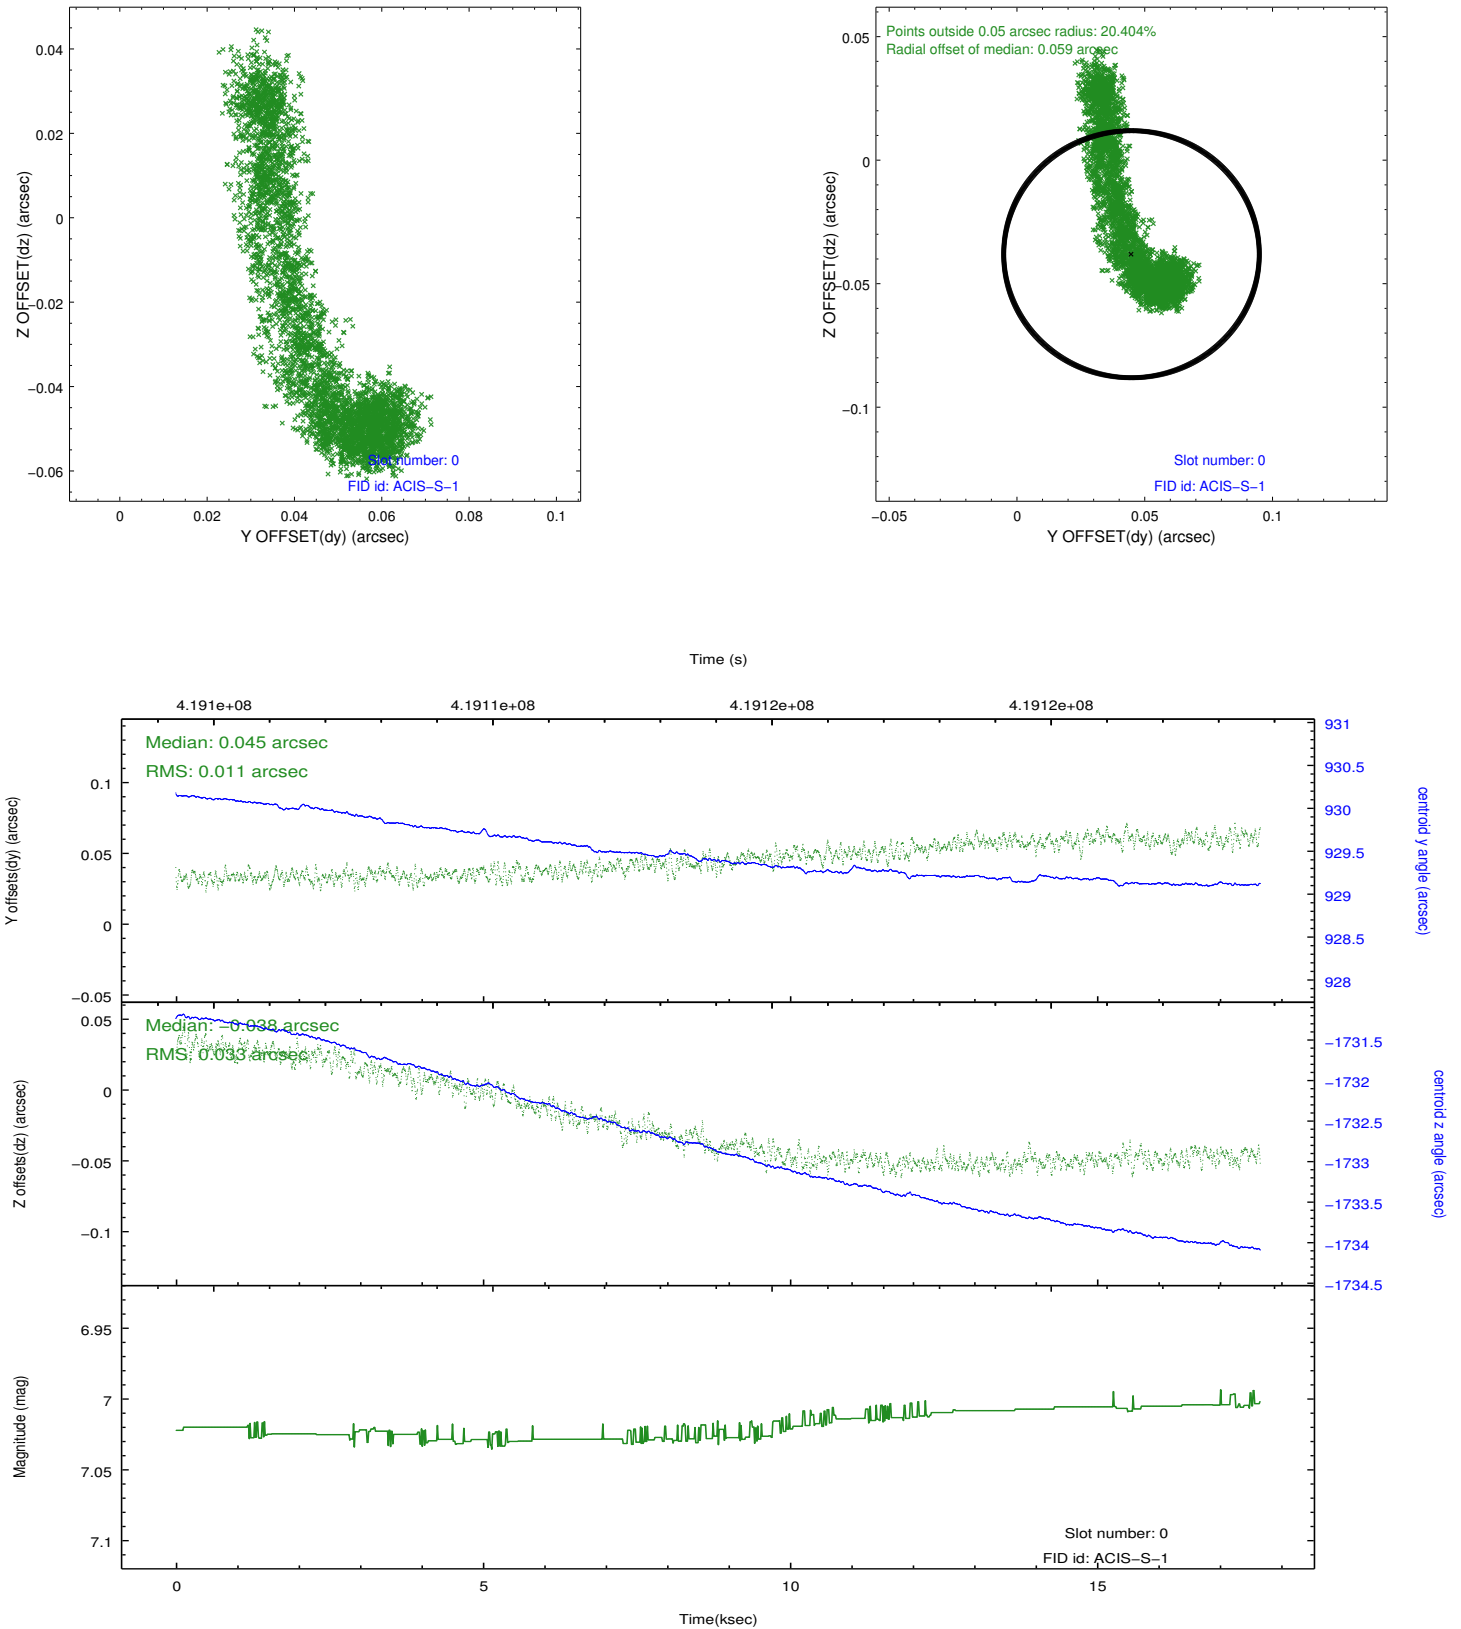 0.04
0.02
0
−0.02
−0.04
−0.06
Z OFFSET(dz) (arcsec)
Slot number: 0
FID id: ACIS−S−1
0 0.02 0.04 0.06 0.08 0.1
Y OFFSET(dy) (arcsec)
Points outside 0.05 arcsec radius: 20.404%
Radial offset of median: 0.059 arcsec
0.05
0
−0.05
−0.1
Z OFFSET(dz) (arcsec)
Slot number: 0
FID id: ACIS−S−1
−0.05 0 0.05 0.1
Y OFFSET(dy) (arcsec)
Time (s)
4.191e+08 4.1911e+08 4.1912e+08 4.1912e+08
Median: 0.045 arcsec
RMS: 0.011 arcsec
0.1
0.05
0
−0.05
Y offsets(dy) (arcsec)
931
930.5
930
929.5
929
928.5
928
centroid y angle (arcsec)
Median: −0.038 arcsec
RMS: 0.033 arcsec
0.05
0
−0.05
−0.1
Z offsets(dz) (arcsec)
−1731.5
−1732
−1732.5
−1733
−1733.5
−1734
−1734.5
centroid z angle (arcsec)
6.95
7
7.05
7.1
Magnitude (mag)
Slot number: 0
FID id: ACIS−S−1
0 5 10 15
Time(ksec)